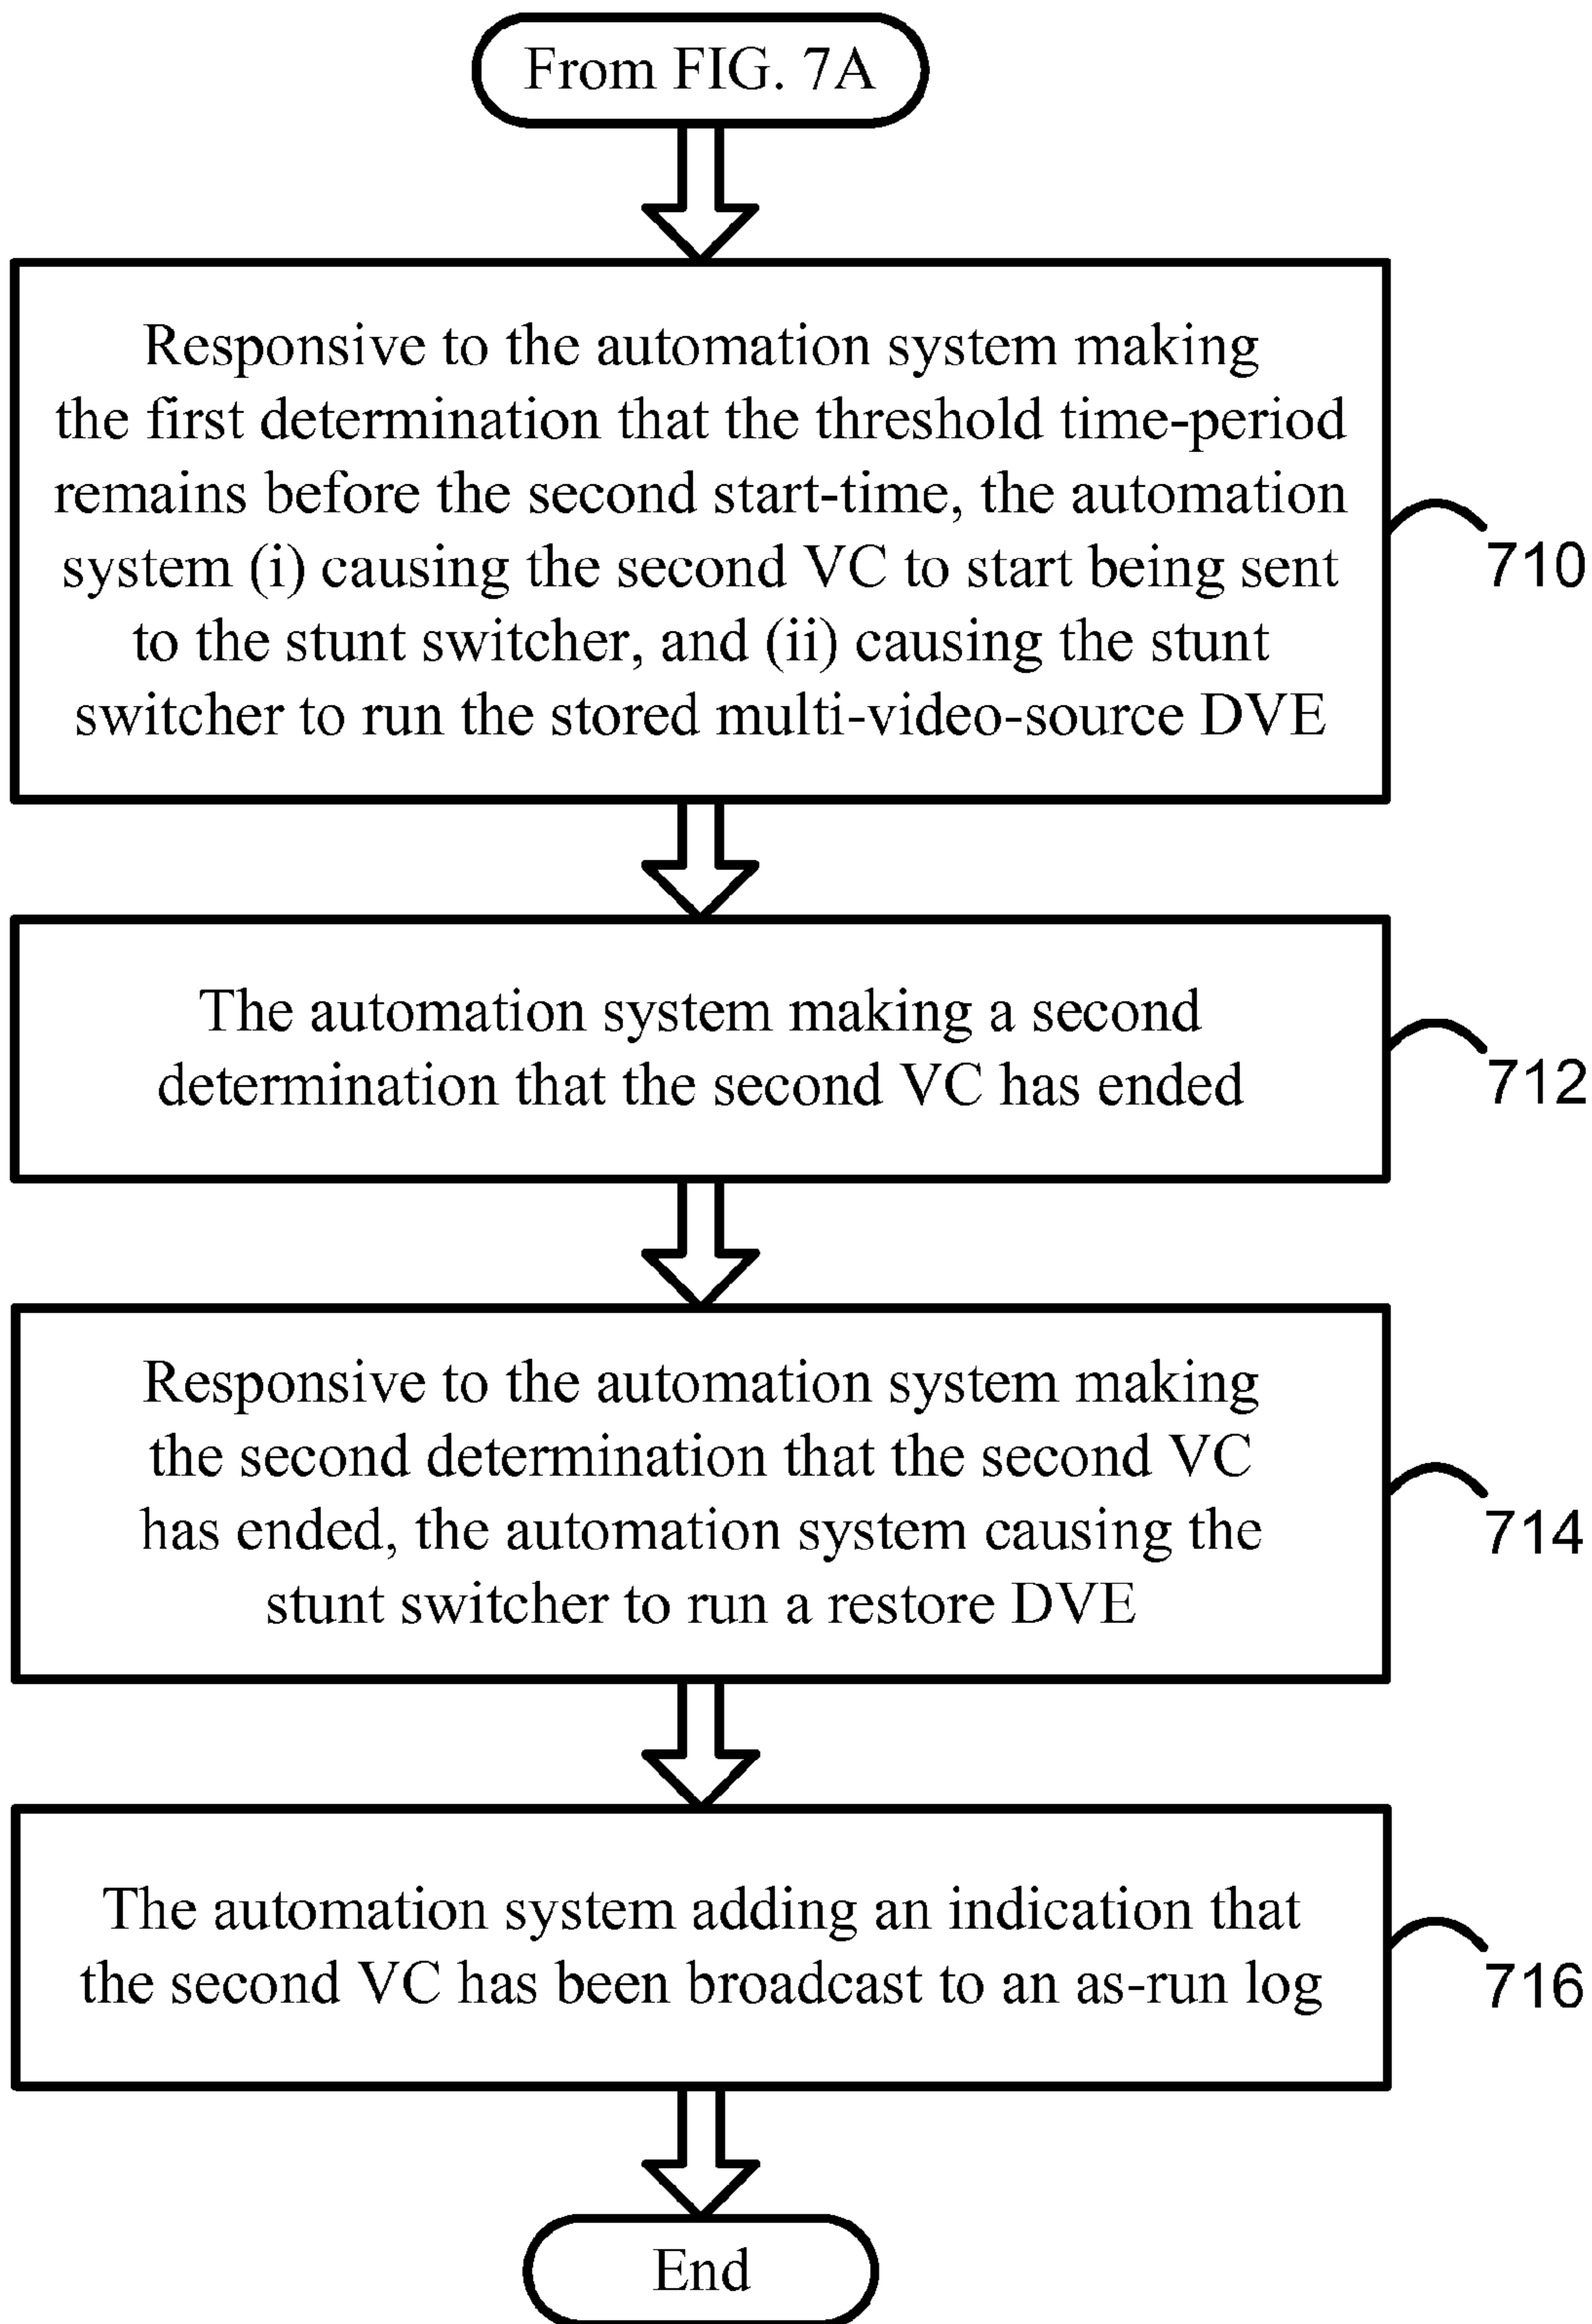 From FIG. 7A
Responsive to the automation system making
the first determination that the threshold time-period
remains before the second start-time, the automation
system (i) causing the second VC to start being sent
to the stunt switcher, and (ii) causing the stunt
switcher to run the stored multi-video-source DVE
710
The automation system making a second
determination that the second VC has ended
712
Responsive to the automation system making
the second determination that the second VC
has ended, the automation system causing the
stunt switcher to run a restore DVE
714
The automation system adding an indication that
the second VC has been broadcast to an as-run log
716
End